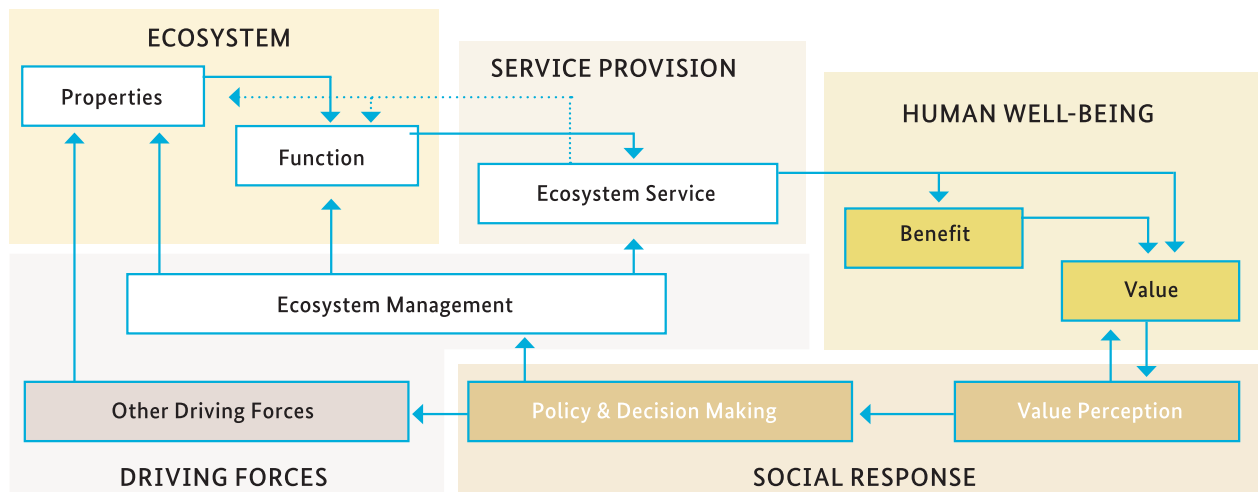 ECOSYSTEM
Properties
Function
SERVICE PROVISION
Ecosystem Service
HUMAN WELL-BEING
Benefit
Value
Ecosystem Management
Other Driving Forces
Policy & Decision Making
Value Perception
DRIVING FORCES
SOCIAL RESPONSE